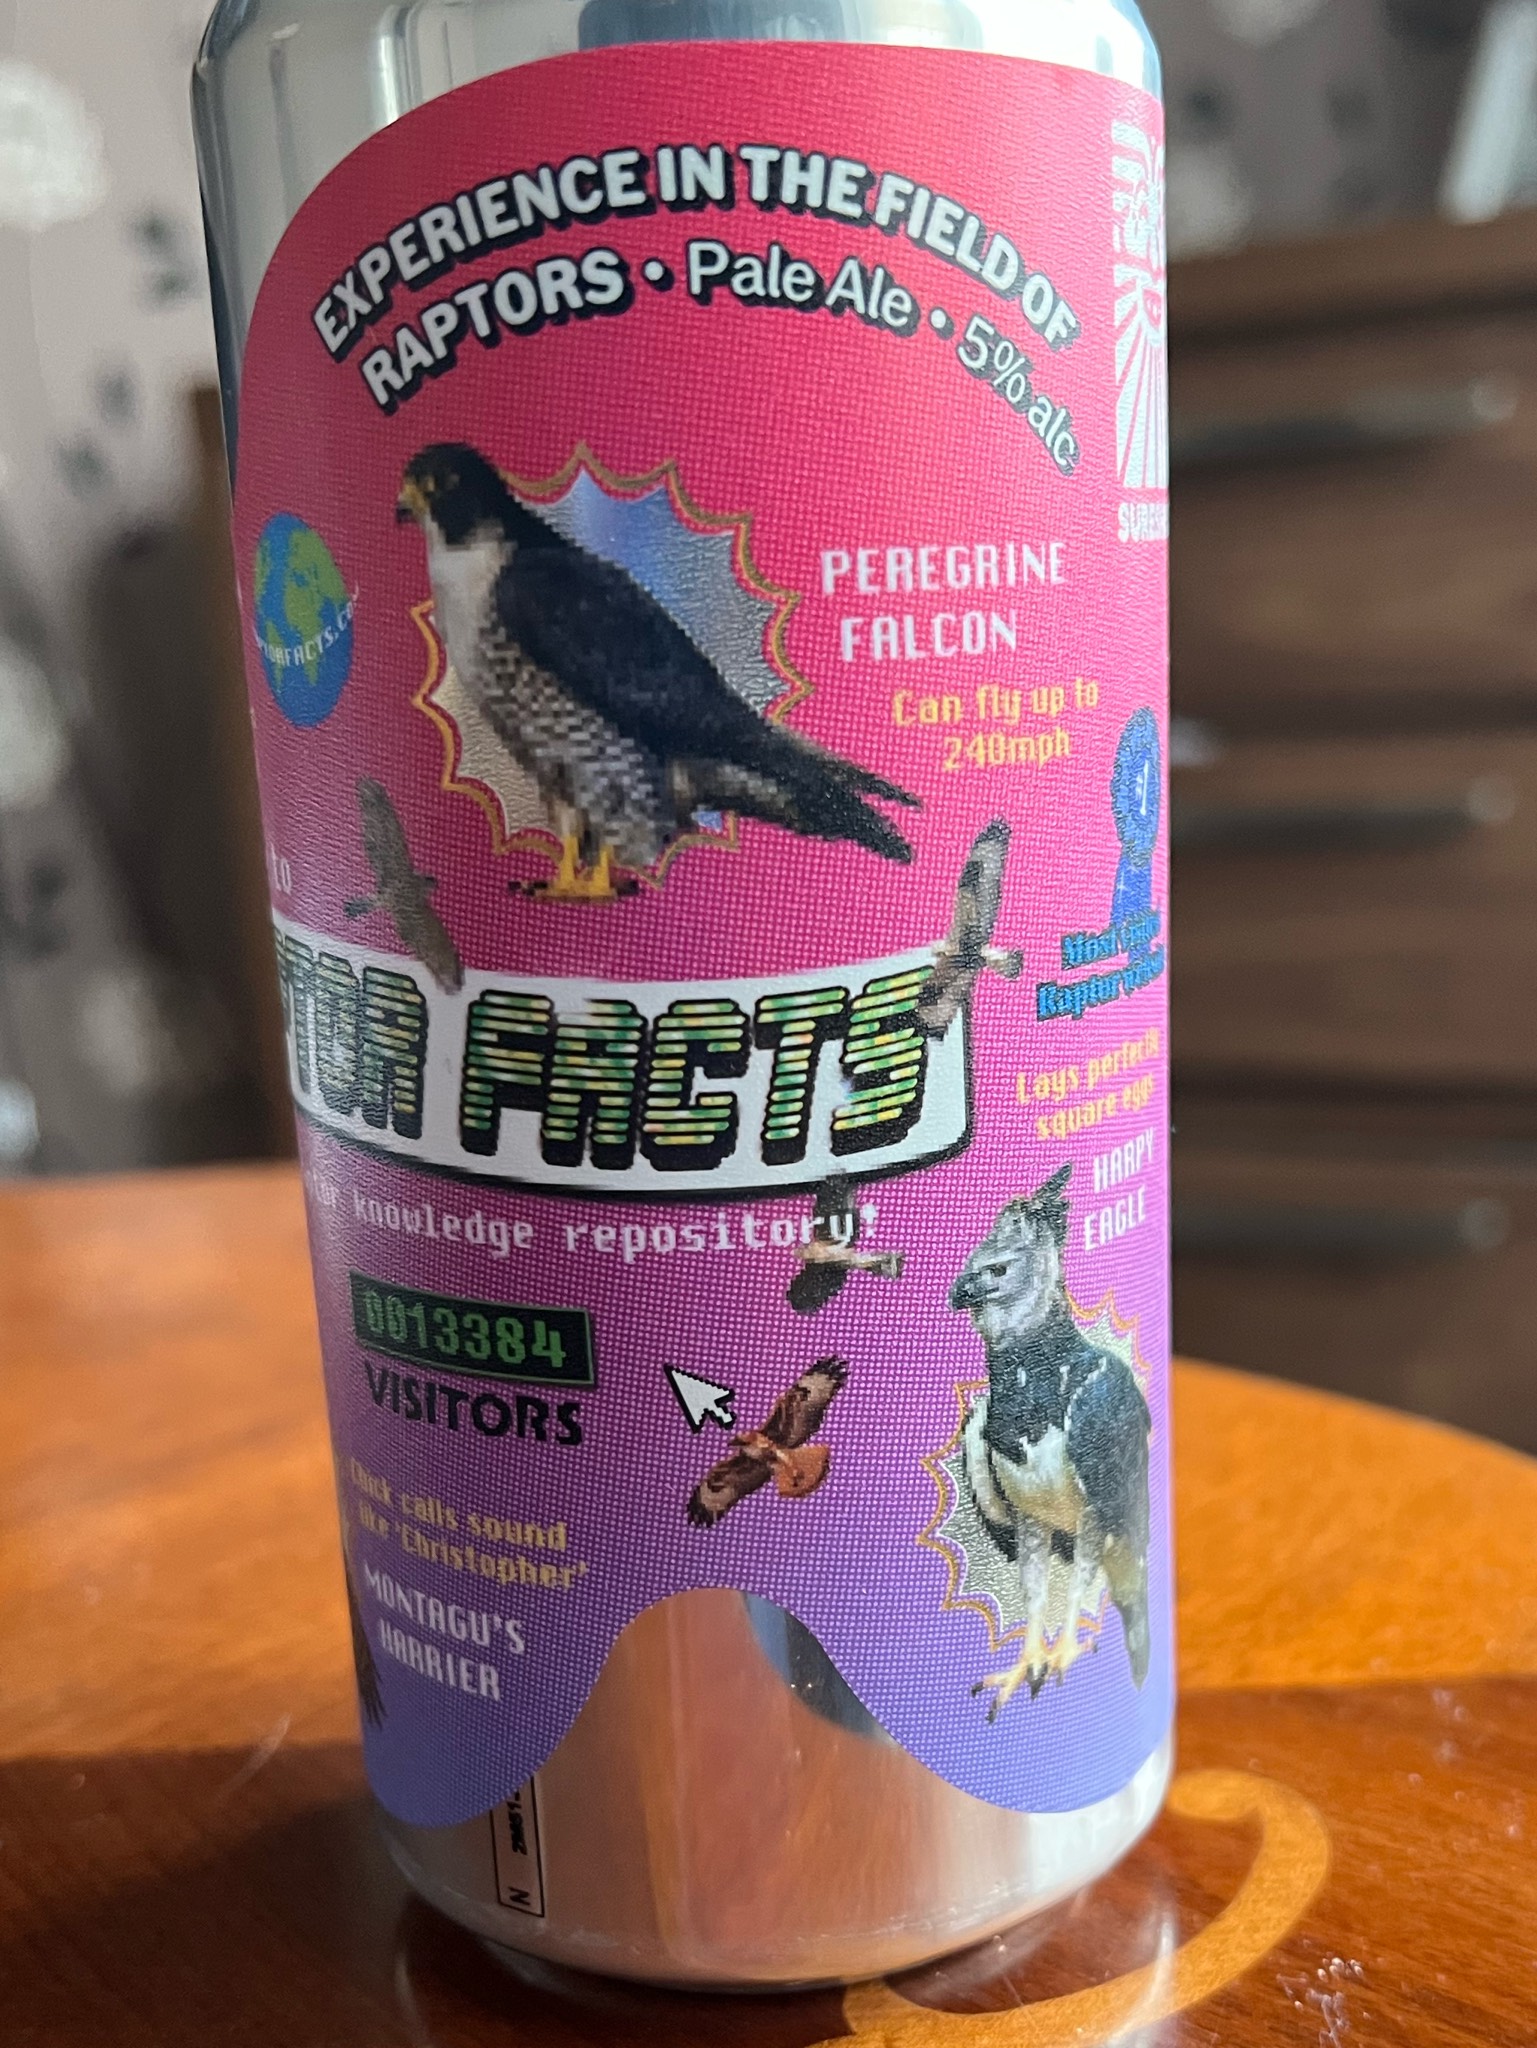 EXPERIENCE IN THE FIELD OF
RAPTORS • Pale Ale • 5% alc
PEREGRINE
FALCON
Can fly up to
240mph
1
FACTS
knowledge repository!
Lays perfectly
square eggs
HARPY
EAGLE
0013384
VISITORS
calls sound
like 'Christopher'
MONTAGU'S
HARRIER
N